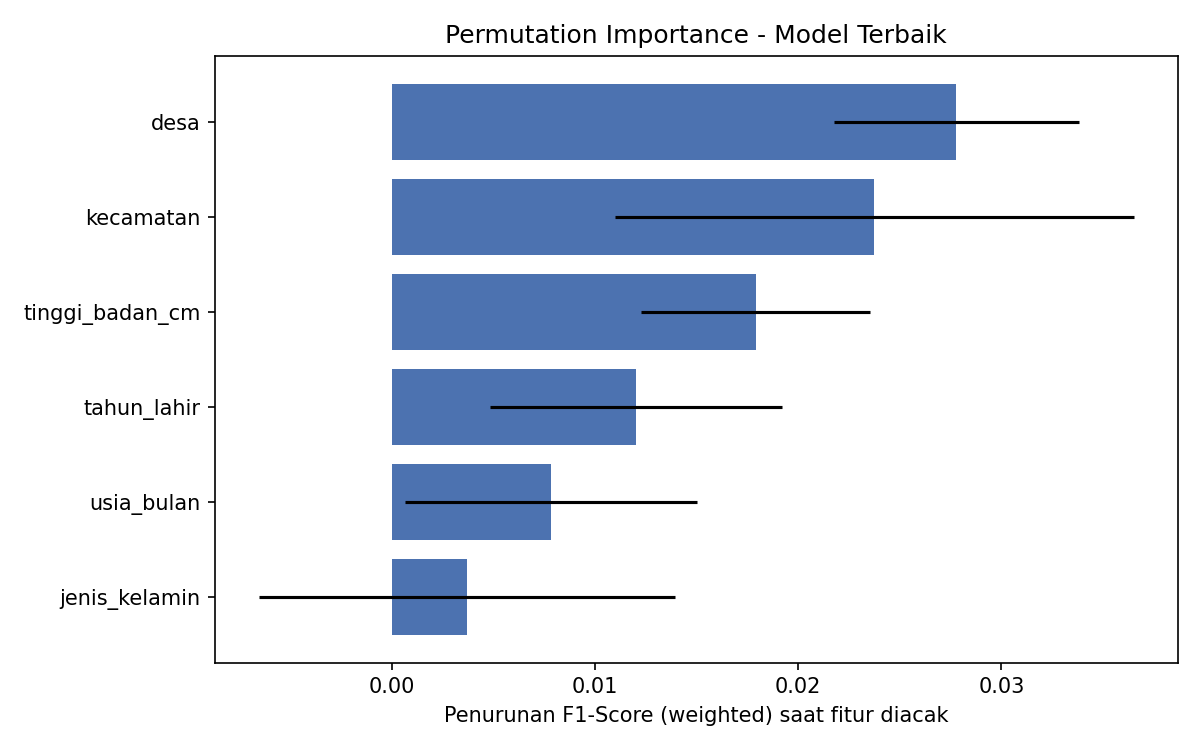 Permutation Importance - Model Terbaik
desa
kecamatan
tinggi_badan_cm
tahun_lahir
usia_bulan
jenis_kelamin
0.00 0.01 0.02 0.03
Penurunan F1-Score (weighted) saat fitur diacak